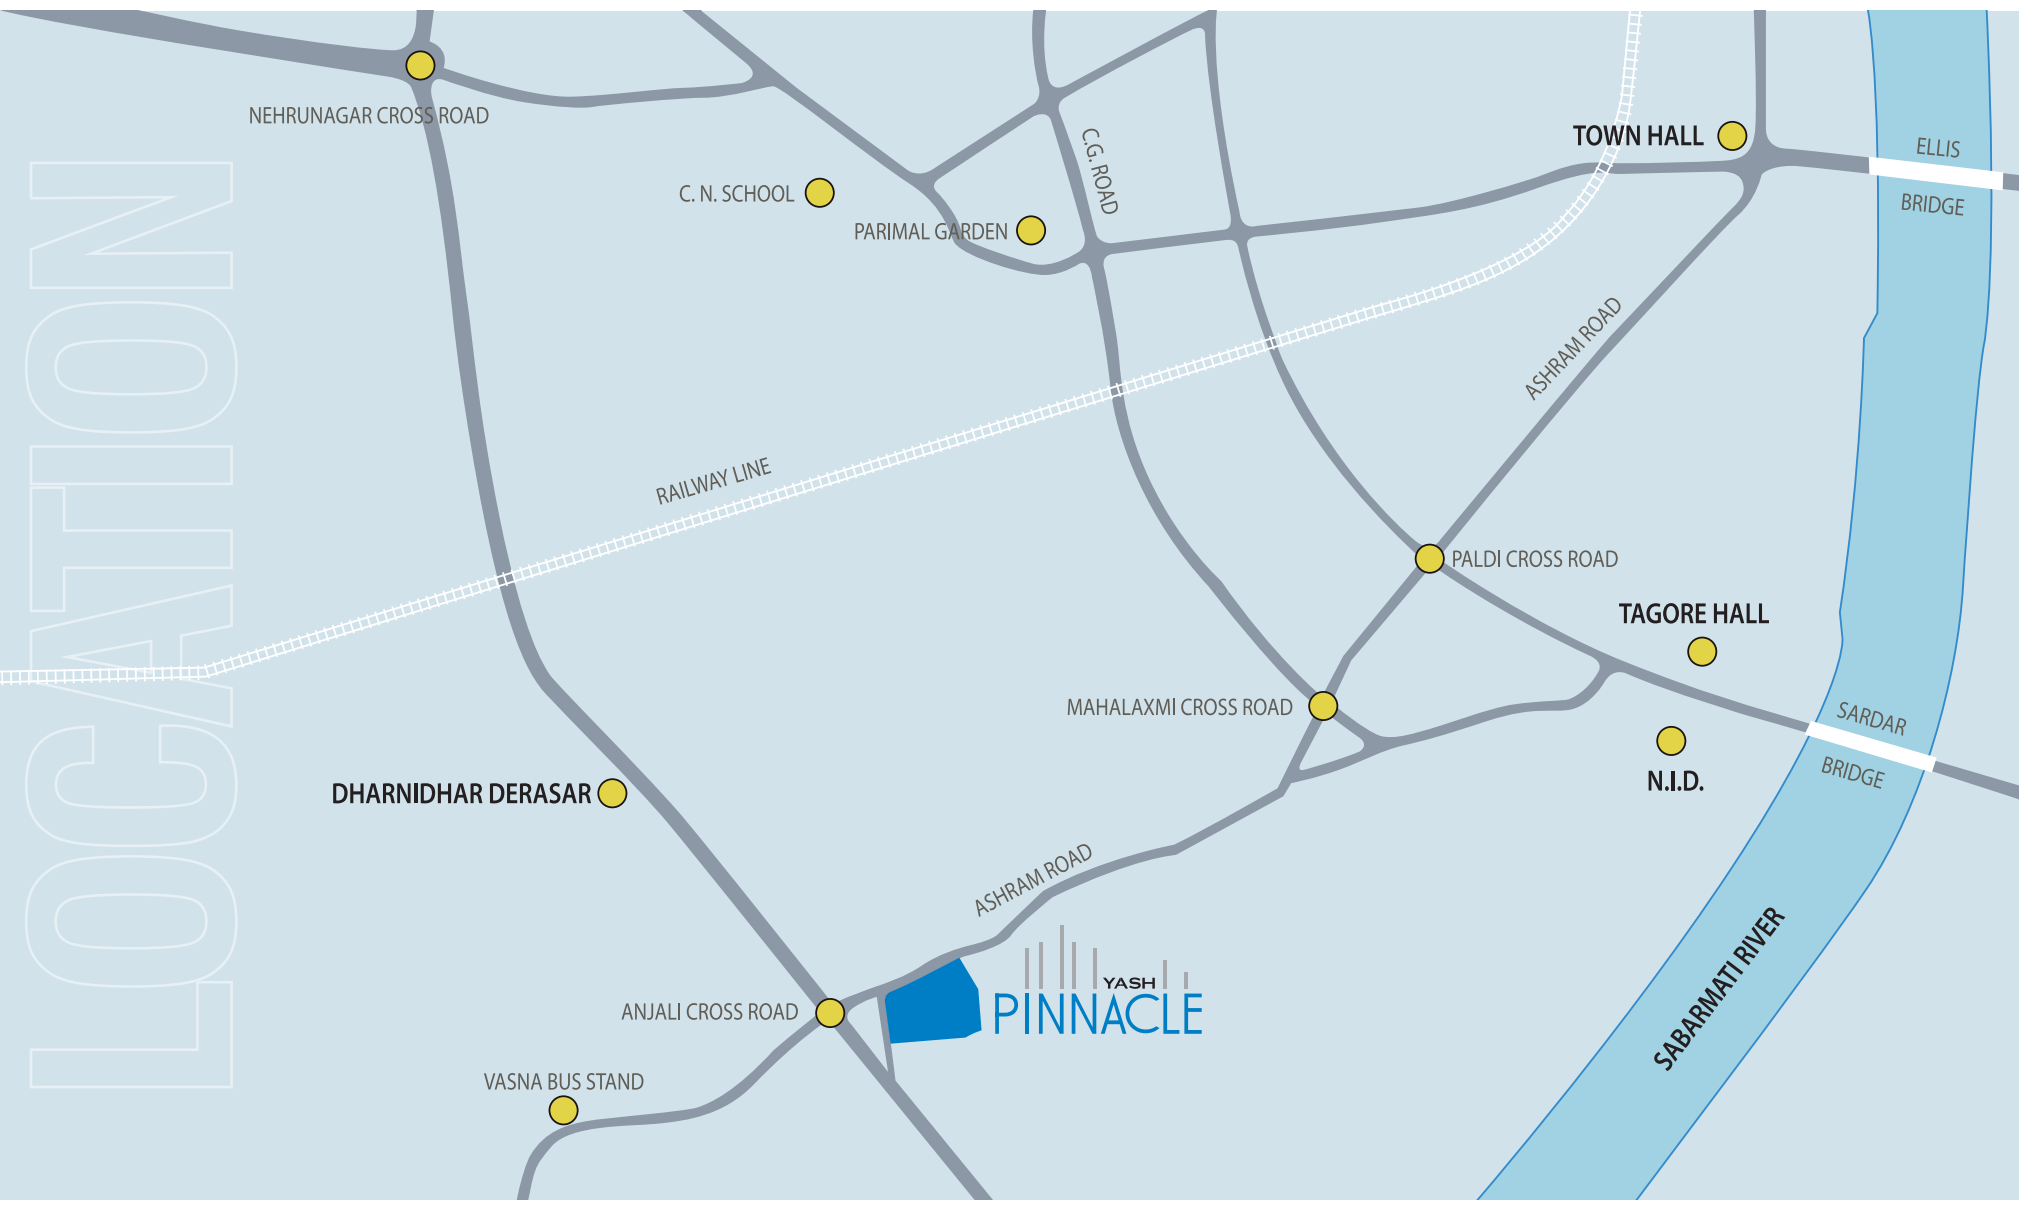 LOCATION
NEHRUNAGAR CROSS ROAD
C. N. SCHOOL
PARIMAL GARDEN
C.G. ROAD
TOWN HALL
ELLIS
BRIDGE
ASHRAM ROAD
RAILWAY LINE
PALDI CROSS ROAD
TAGORE HALL
MAHALAXMI CROSS ROAD
SARDAR
BRIDGE
N.I.D.
DHARNIDHAR DERASAR
ASHRAM ROAD
YASH
PINNACLE
ANJALI CROSS ROAD
VASNA BUS STAND
SABARMATI RIVER